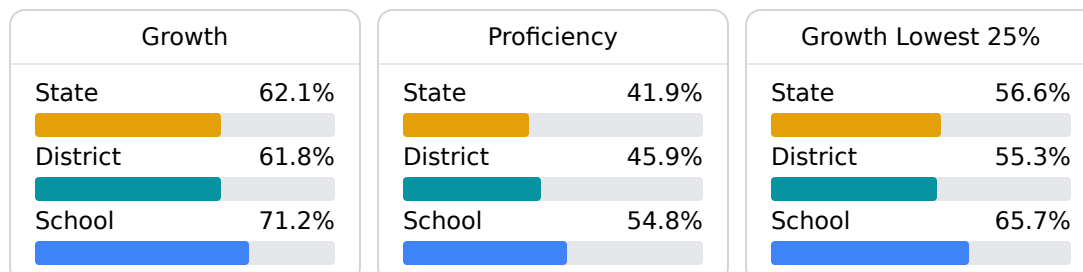 Growth
State 62.1%
District 61.8%
School 71.2%
Proficiency
State 41.9%
District 45.9%
School 54.8%
Growth Lowest 25%
State 56.6%
District 55.3%
School 65.7%